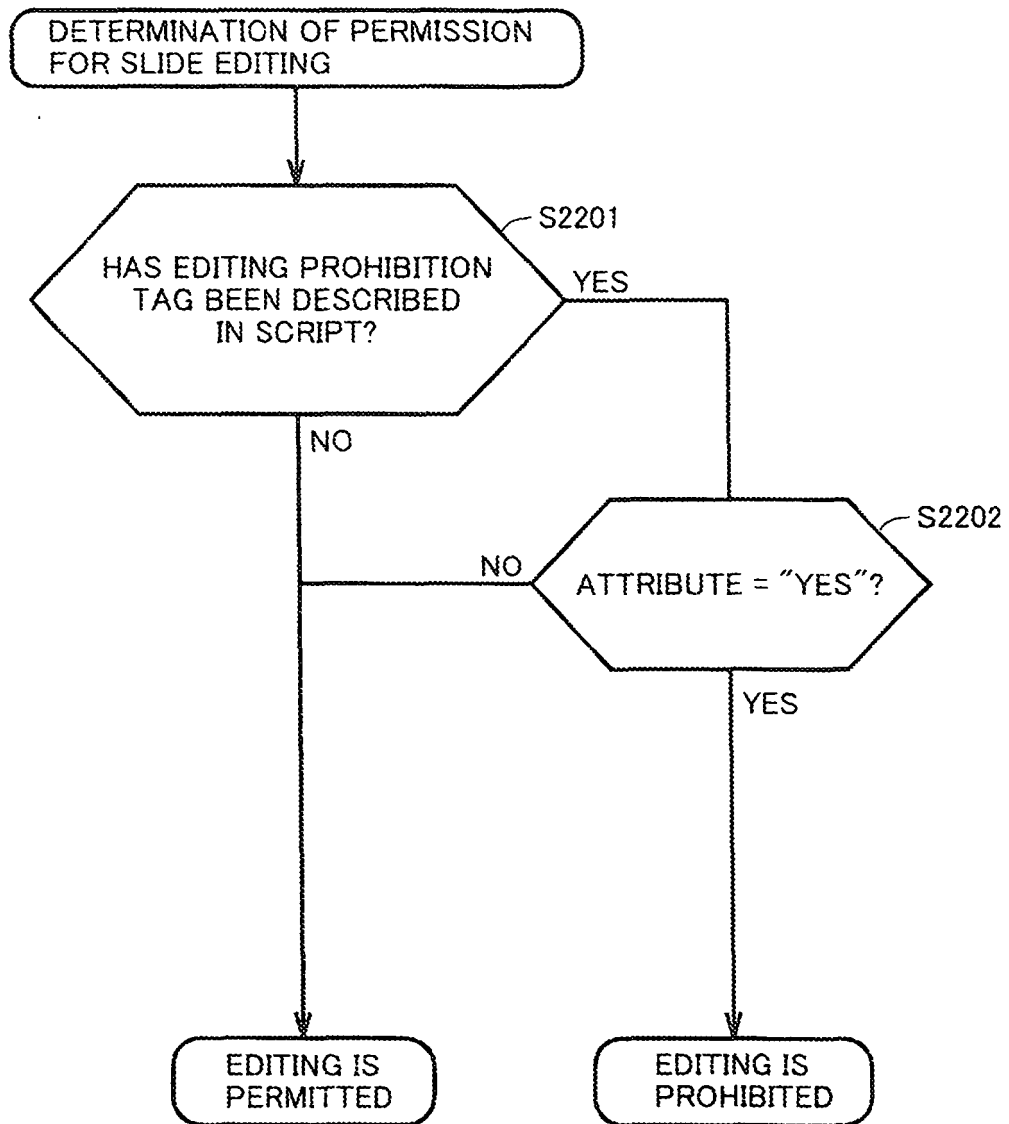 DETERMINATION OF PERMISSION
FOR SLIDE EDITING
S2201
HAS EDITING PROHIBITION
TAG BEEN DESCRIBED
IN SCRIPT?
YES
NO
S2202
NO
ATTRIBUTE = "YES"?
YES
EDITING IS
PERMITTED
EDITING IS
PROHIBITED